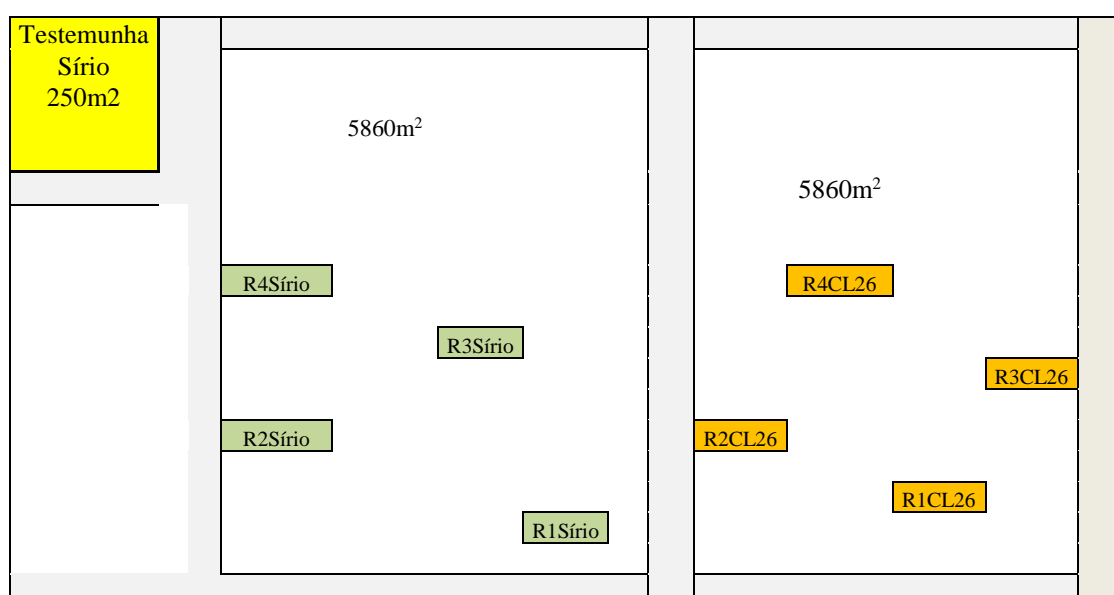 Testemunha
Sírio
250m2
5860m²
5860m²
R4Sírio
R4CL26
R3Sírio
R3CL26
R2Sírio
R2CL26
R1CL26
R1Sírio